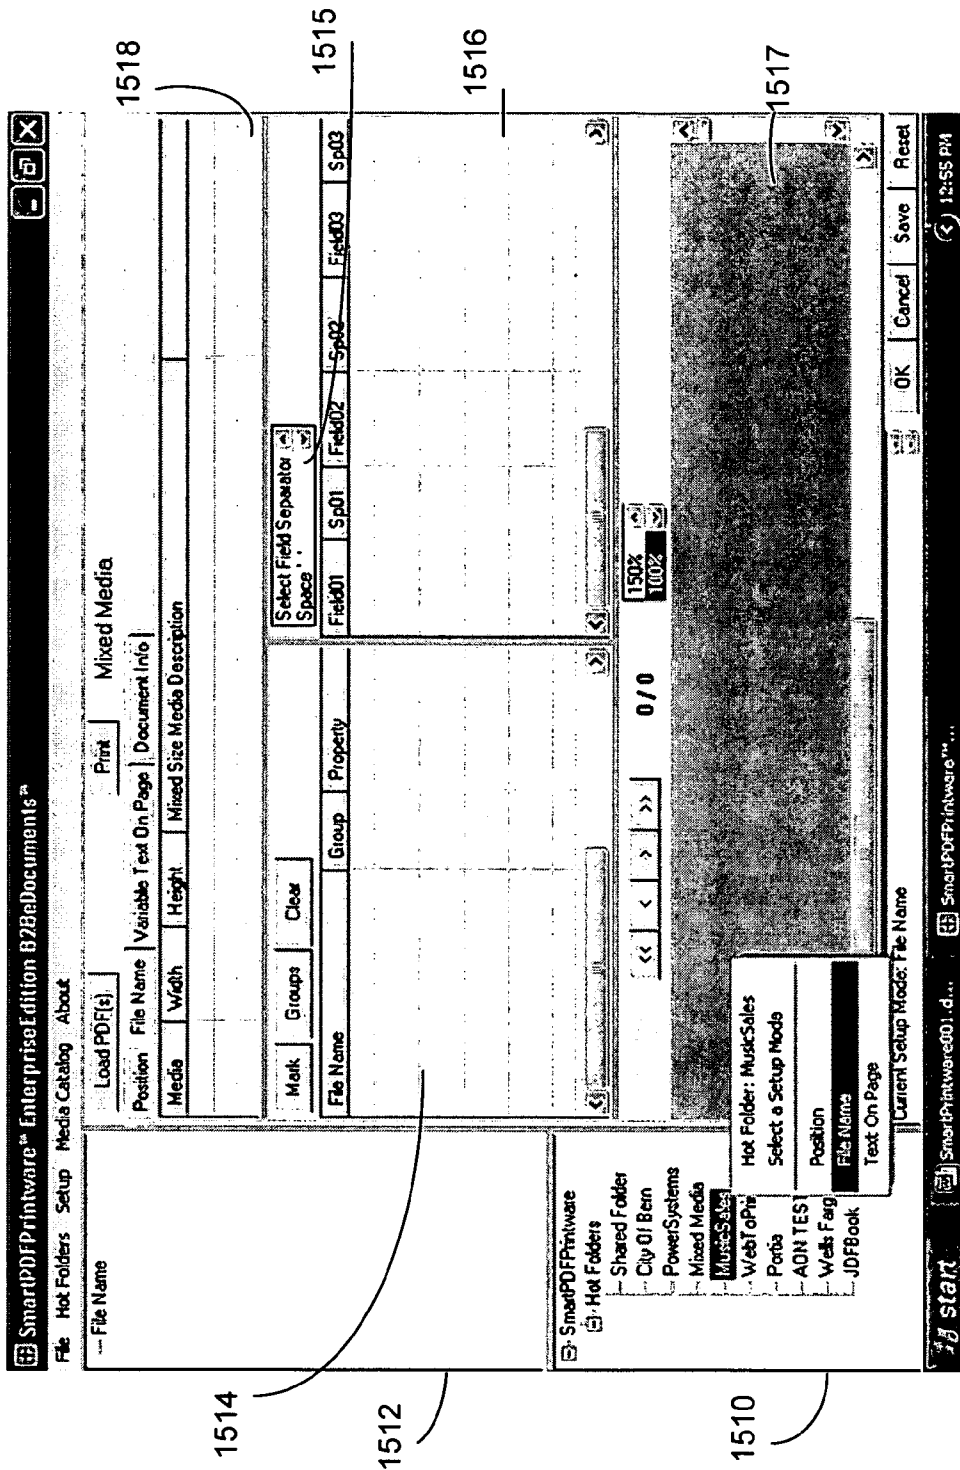 SmartPDFPrintware™ Enterprise Edition B2BeDocuments™
File Hot Folders Setup Media Catalog About
File Name
Load PDF(s) Print Mixed Media
Position File Name Variable Text On Page Document Info
Media Width Height Mixed Size Media Description
1518
Mark Groups Clear
Select Field Separator
Space ' '
1515
File Name Group Property
Field01 Sp01 Field02 Sp02 Field03 Sp03
1514
1516
1512
<< < > >> 0 / 0
150%
100%
1517
SmartPDFPrintware
Hot Folders
Shared Folder
City Of Bern
PowerSystems
Mixed Media
MusicSales
Portia
AON TEST
Wells Farg
JDFBook
1510
Hot Folder: MusicSales
Select a Setup Mode
Position
File Name
Text On Page
Current Setup Mode: File Name
OK Cancel Save Reset
start SmartPrintware001.d... SmartPDFPrintware™... 12:55 PM